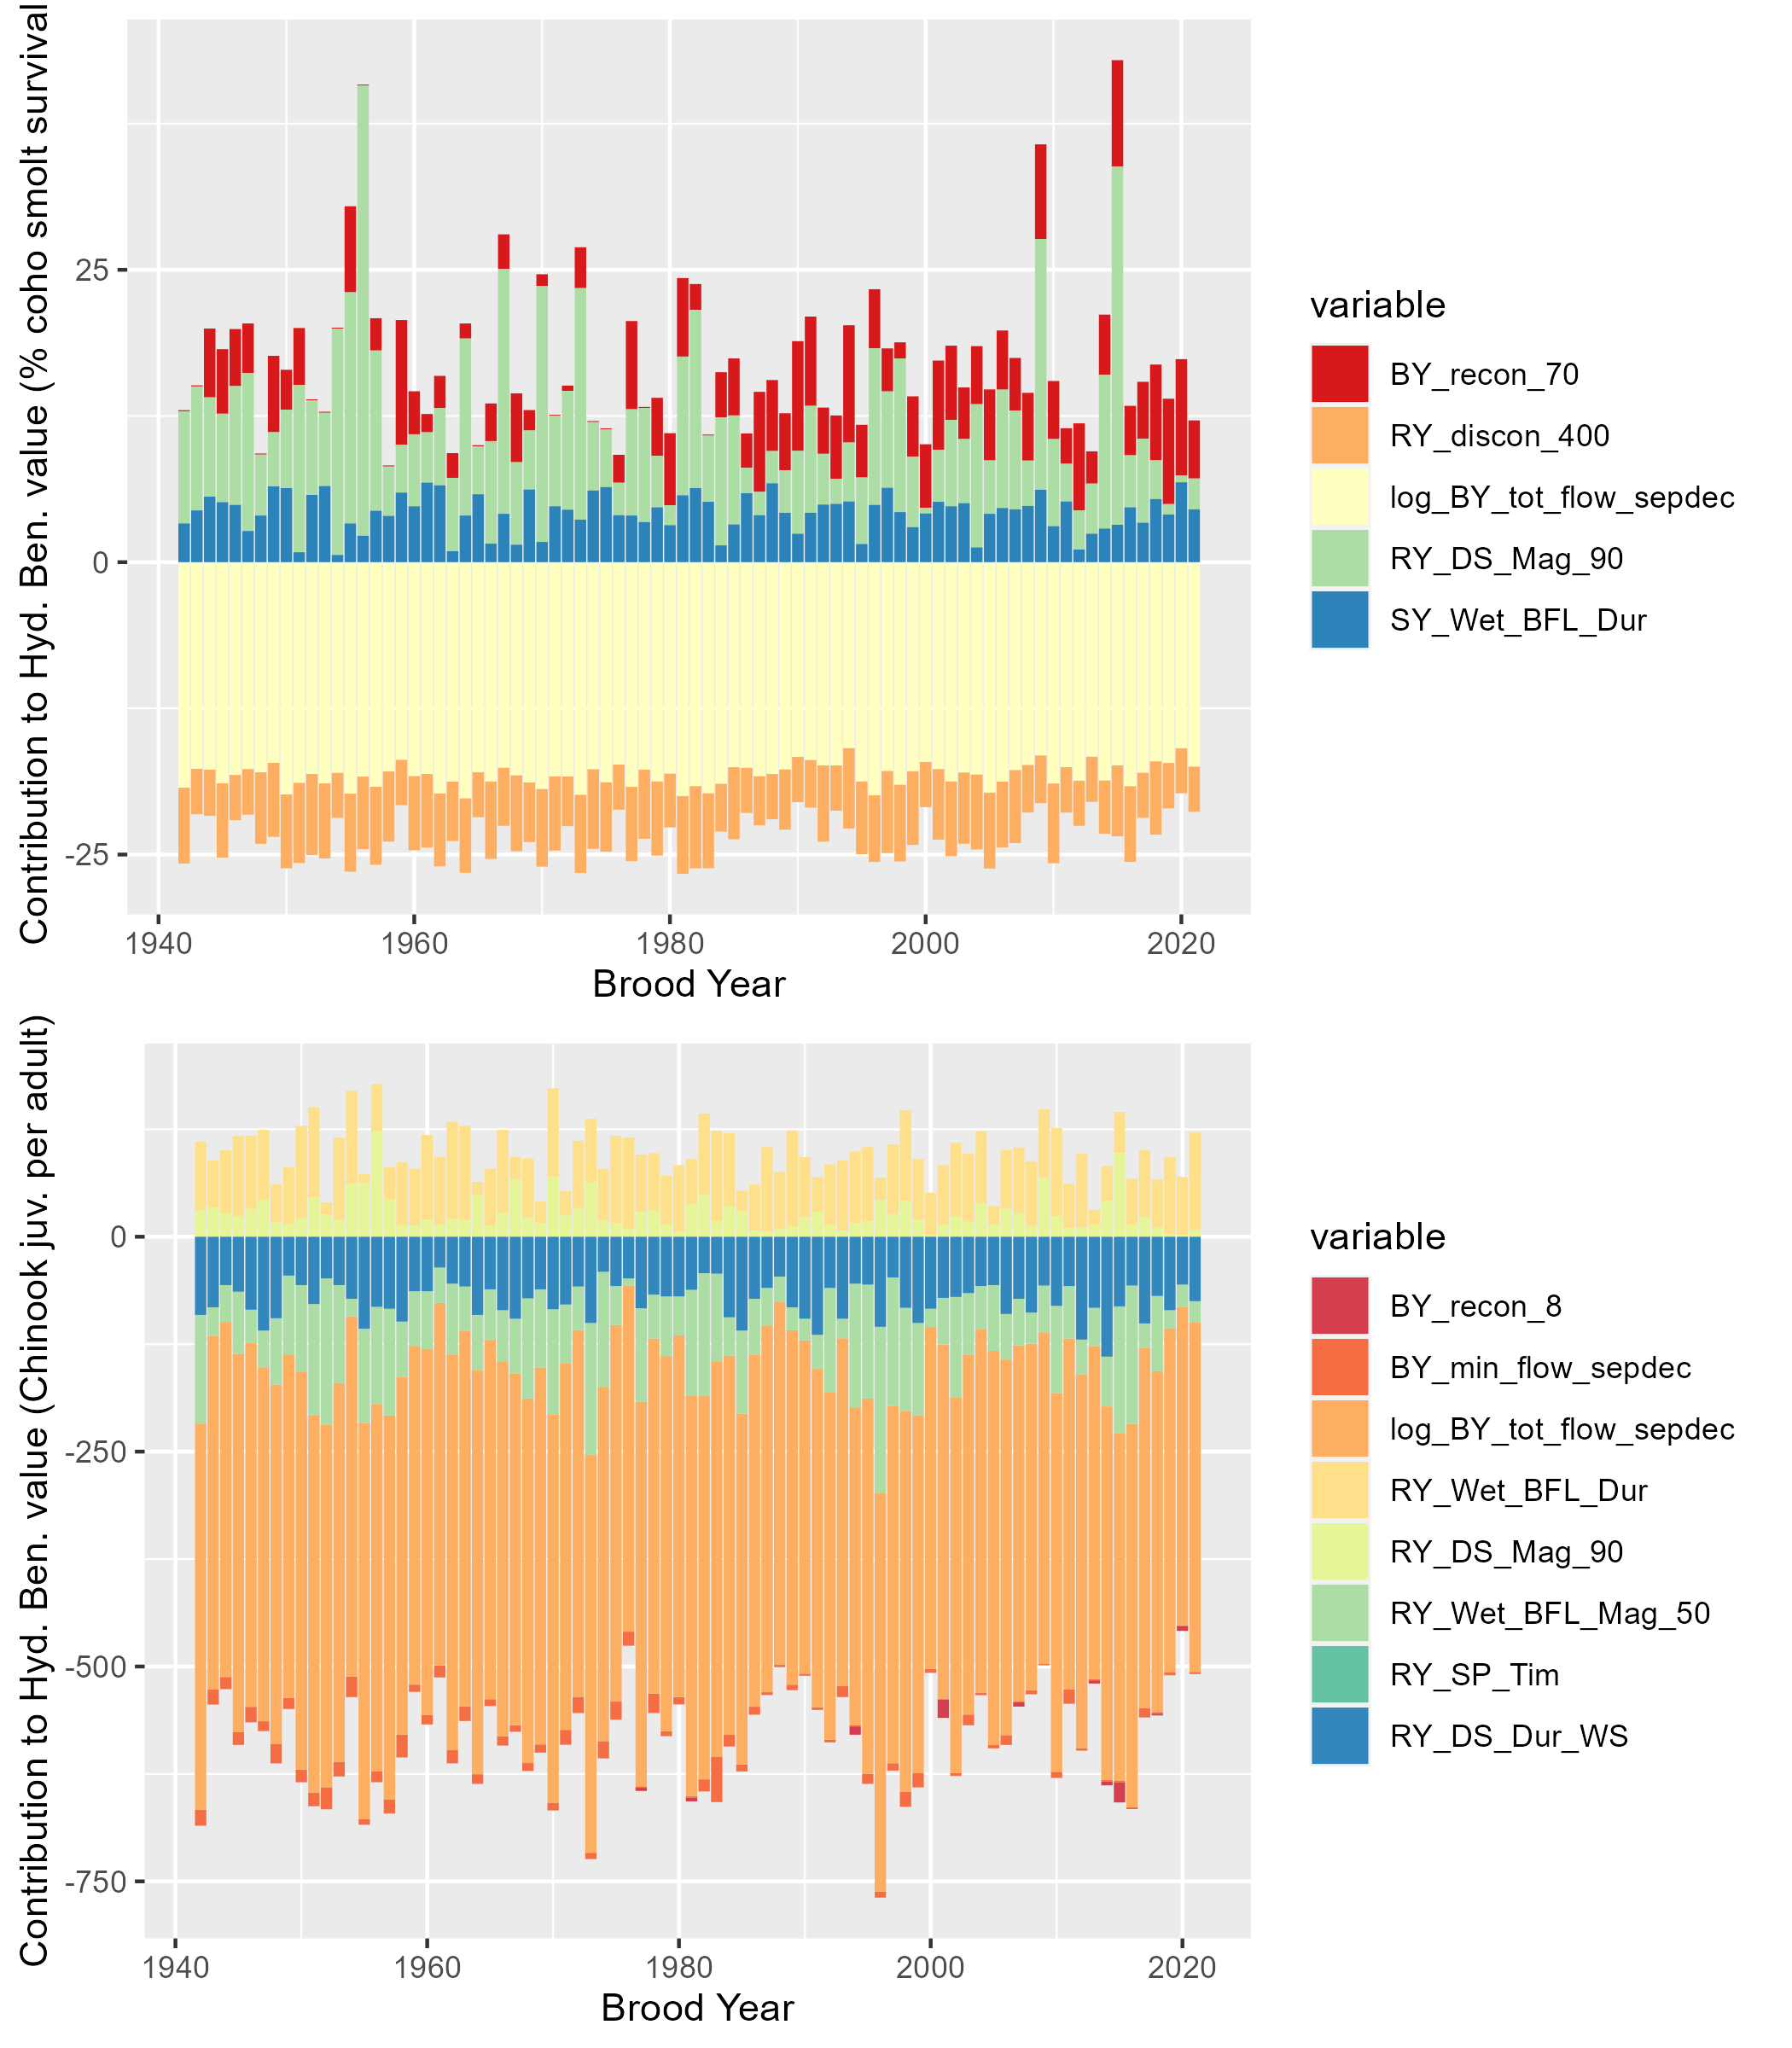 Contribution to Hyd. Ben. value (% coho smolt survival
25
0
-25
1940 1960 1980 2000 2020
Brood Year
variable
BY_recon_70
RY_discon_400
log_BY_tot_flow_sepdec
RY_DS_Mag_90
SY_Wet_BFL_Dur
Contribution to Hyd. Ben. value (Chinook juv. per adult)
0
-250
-500
-750
1940 1960 1980 2000 2020
Brood Year
variable
BY_recon_8
BY_min_flow_sepdec
log_BY_tot_flow_sepdec
RY_Wet_BFL_Dur
RY_DS_Mag_90
RY_Wet_BFL_Mag_50
RY_SP_Tim
RY_DS_Dur_WS